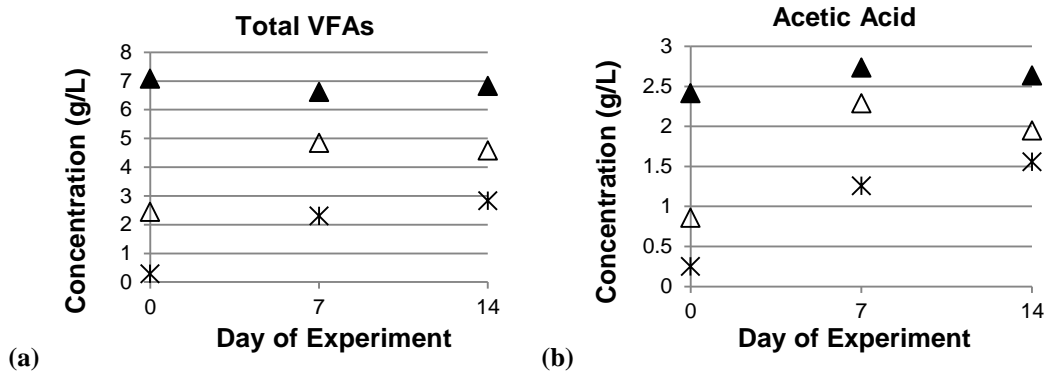 Total VFAs
8
7
6
5
4
3
2
1
0
0 7 14
Concentration (g/L)
Day of Experiment
(a)
Acetic Acid
3
2.5
2
1.5
1
0.5
0
0 7 14
Concentration (g/L)
Day of Experiment
(b)